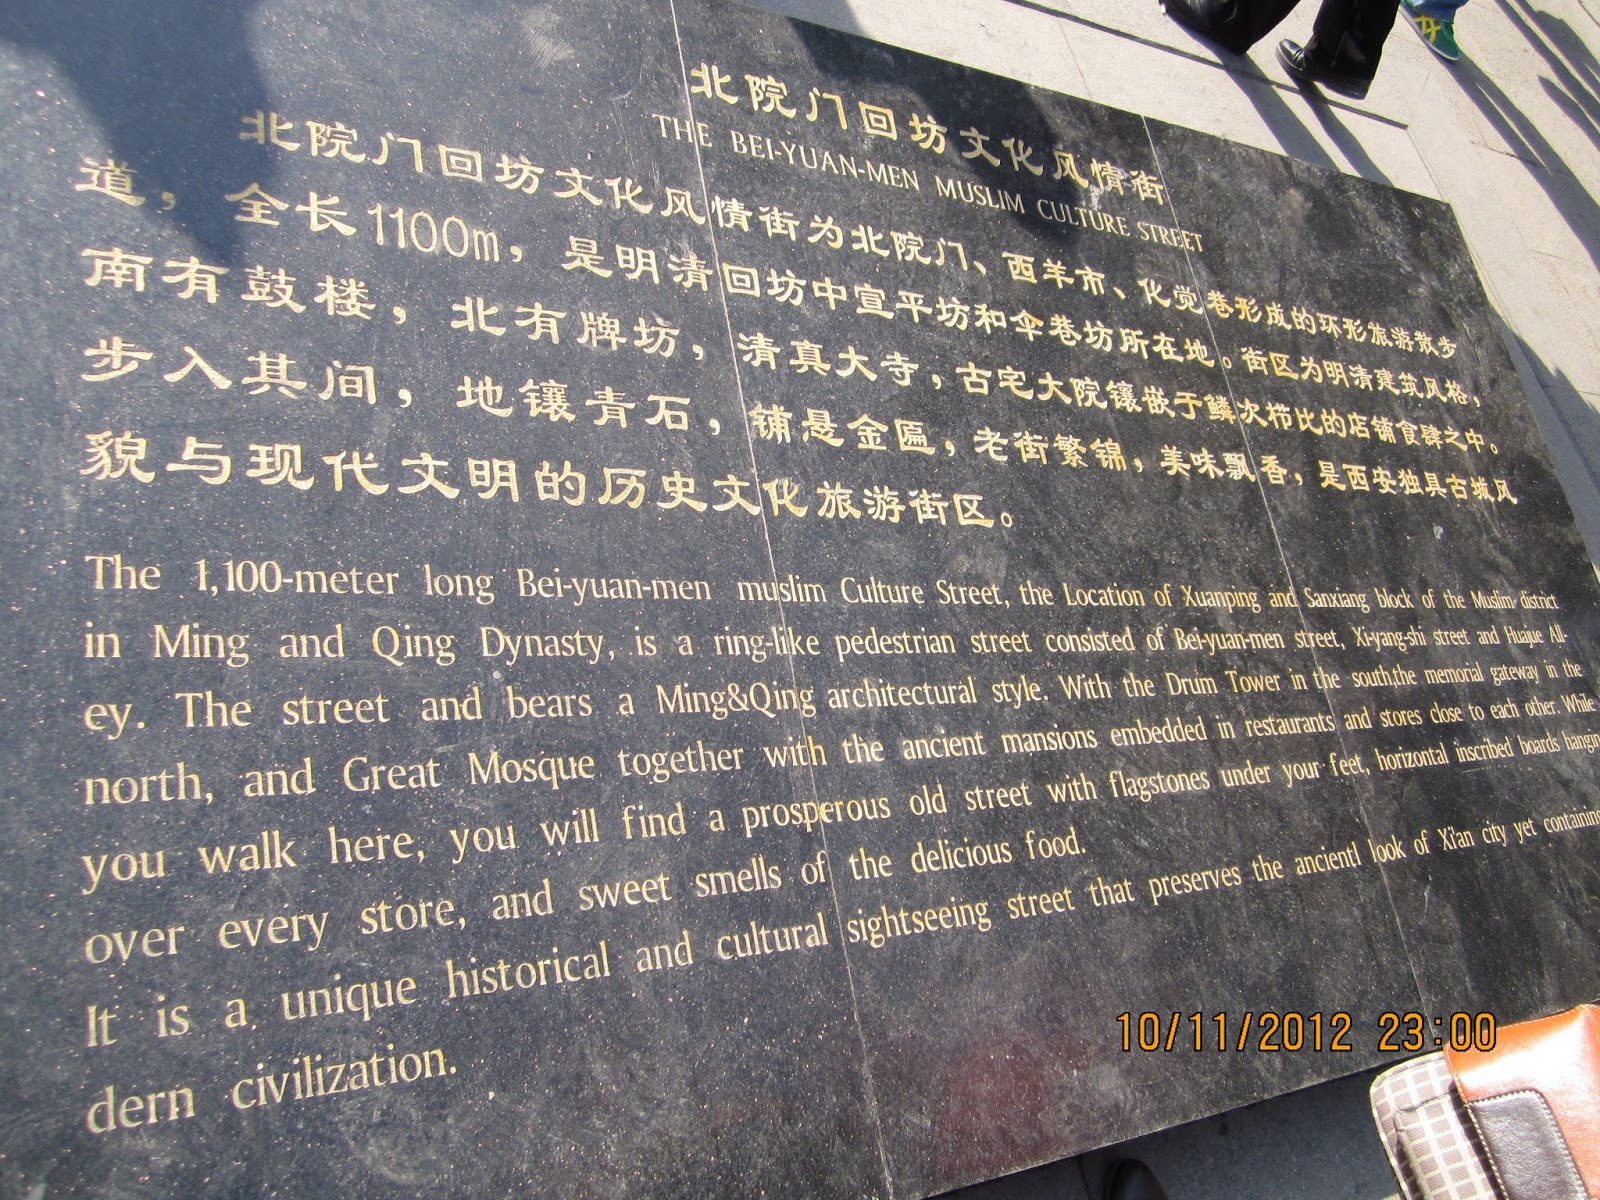 北院门回坊文化风情街
THE BEI-YUAN-MEN MUSLIM CULTURE STREET
北院门回坊文化风情街为北院门、西羊市、化觉巷形成的环形旅游散步
道，全长1100m，是明清回坊中宣平坊和伞巷坊所在地。街区为明清建筑风格，
南有鼓楼，北有牌坊，清真大寺，古宅大院镶嵌于鳞次栉比的店铺食肆之中。
步入其间，地镶青石，铺悬金匾，老街繁锦，美味飘香，是西安独具古城风
貌与现代文明的历史文化旅游街区。
The 1,100-meter long Bei-yuan-men muslim Culture Street, the Location of Xuanping and Sanxiang block of the Muslim district
in Ming and Qing Dynasty, is a ring-like pedestrian street consisted of Bei-yuan-men street, Xi-yang-shi street and Huajue All-
ey. The street and bears a Ming&Qing architectural style. With the Drum Tower in the south,the memorial gateway in the
north, and Great Mosque together with the ancient mansions embedded in restaurants and stores close to each other. While
you walk here, you will find a prosperous old street with flagstones under your feet, horizontal inscribed boards hangin
over every store, and sweet smells of the delicious food.
It is a unique historical and cultural sightseeing street that preserves the ancientl look of Xi'an city yet containing
dern civilization.
10/11/2012 23:00